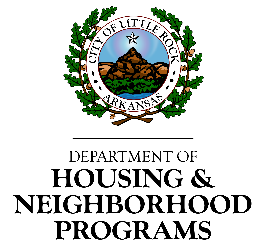 CITY OF LITTLE ROCK
ARKANSAS
DEPARTMENT OF
HOUSING &
NEIGHBORHOOD
PROGRAMS